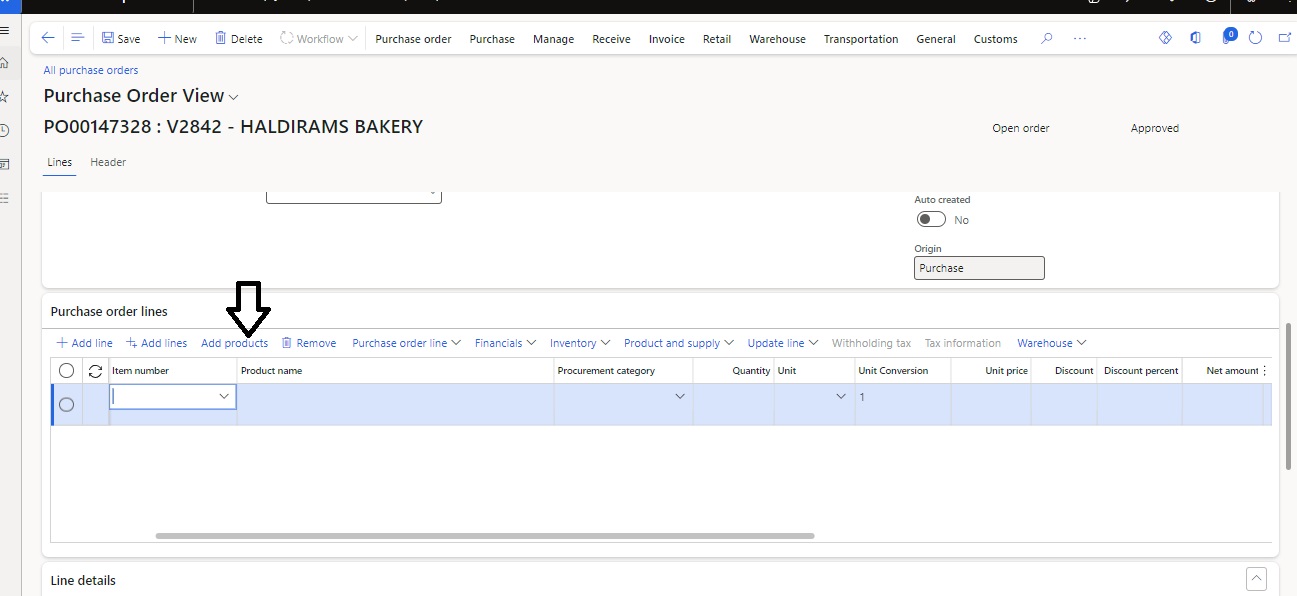 Save New Delete Workflow Purchase order Purchase Manage Receive Invoice Retail Warehouse Transportation General Customs ... 0
All purchase orders
Purchase Order View
PO00147328 : V2842 - HALDIRAMS BAKERY
Open order Approved
Lines Header
Auto created
No
Origin
Purchase
Purchase order lines
Add line Add lines Add products Remove Purchase order line Financials Inventory Product and supply Update line Withholding tax Tax information Warehouse
Item number Product name Procurement category Quantity Unit Unit Conversion Unit price Discount Discount percent Net amount
1
Line details